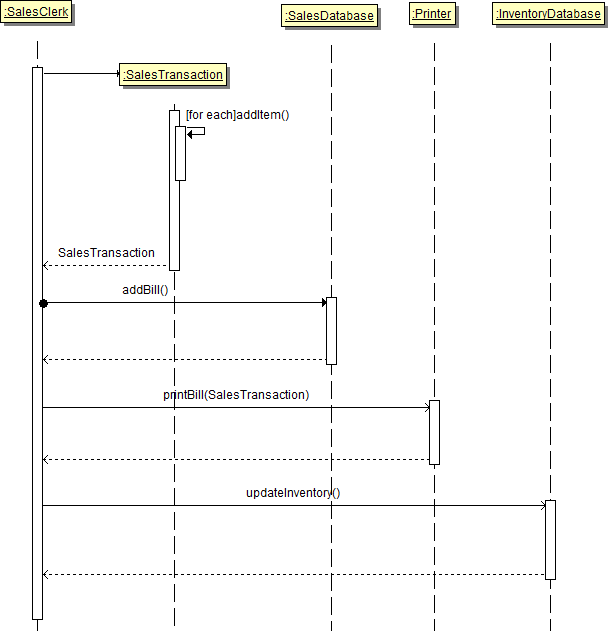 :SalesClerk
:SalesDatabase
:Printer
:InventoryDatabase
:SalesTransaction
[for each]addItem()
SalesTransaction
addBill()
printBill(SalesTransaction)
updateInventory()